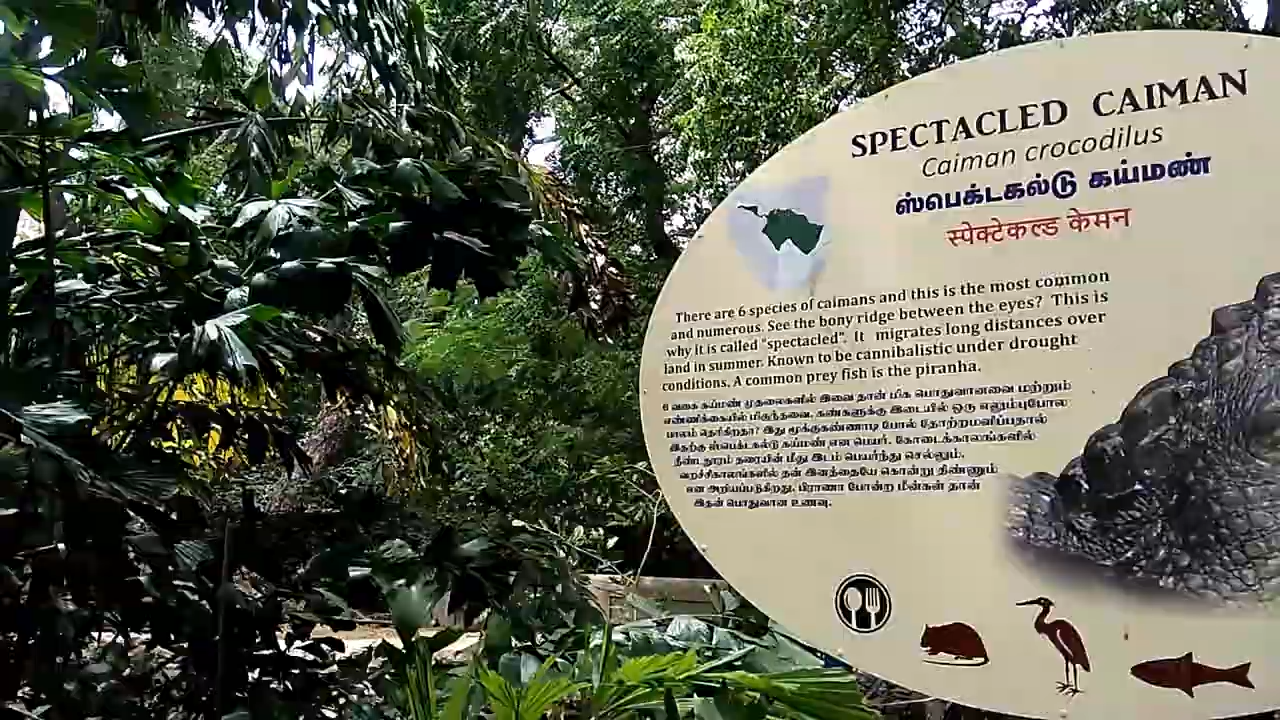 SPECTACLED CAIMAN
Caiman crocodilus
ஸ்பெக்டகல்டு கய்மண்
स्पेक्टेकल्ड केमन
There are 6 species of caimans and this is the most common
and numerous. See the bony ridge between the eyes? This is
why it is called "spectacled". It migrates long distances over
land in summer. Known to be cannibalistic under drought
conditions. A common prey fish is the piranha.
6 வகை கய்மண் முதலைகளில் இவை தான் மிக பொதுவானவை மற்றும்
எண்ணிக்கையில் மிகுந்தவை. கண்களுக்கு இடையில் ஒரு எலும்புபோல
பாலம் தெரிகிறதா? இது மூக்குகண்ணாடி போல் தோற்றமளிப்பதால்
இதற்கு ஸ்பெக்டகல்டு கய்மண் என பெயர். கோடைக்காலங்களில்
நீண்டதூரம் தரையின் மீது இடம் பெயர்ந்து செல்லும்.
வறட்சிகாலங்களில் தன் இனத்தையே கொன்று தின்னும்
என அறியப்படுகிறது. பிரானா போன்ற மீன்கள் தான்
இதன் பொதுவான உணவு.